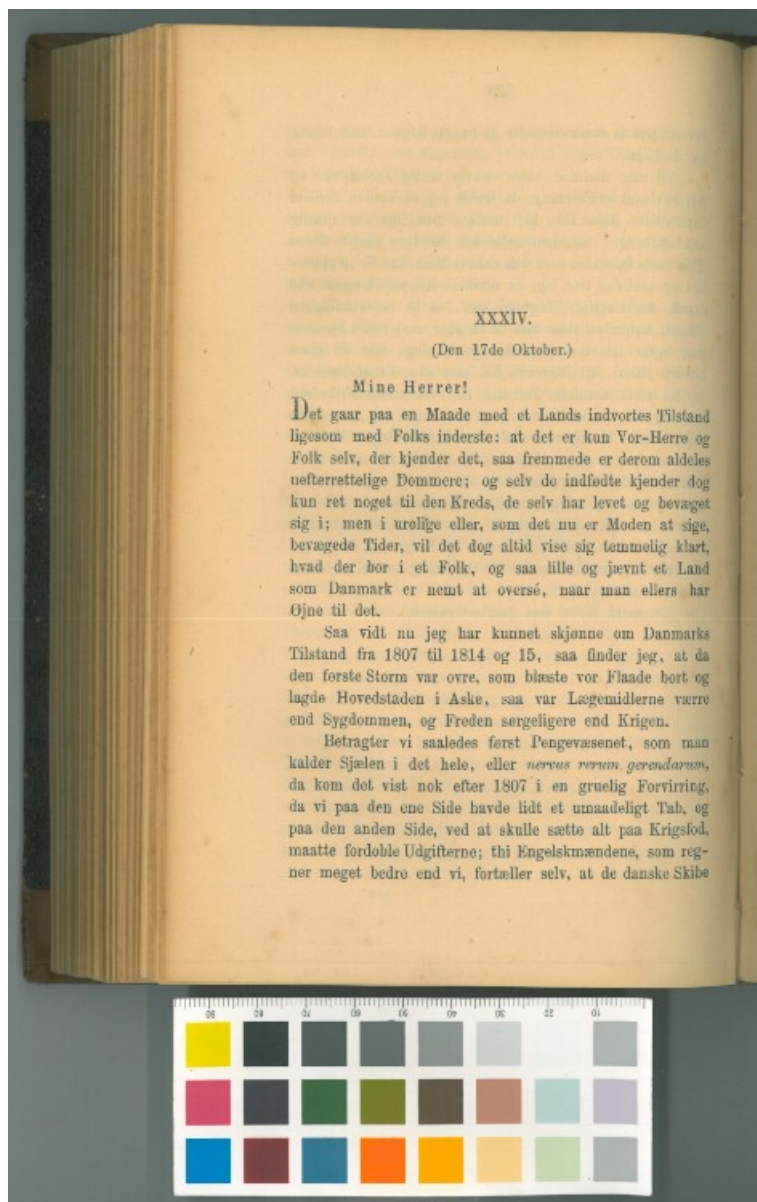 XXXIV.
(Den 17de Oktober.)
Mine Herrer!
Det gaar paa en Maade med et Lands indvortes Tilstand
ligesom med Folks inderste: at det er kun Vor-Herre og
Folk selv, der kjender det, saa fremmede er derom aldeles
uefterrettelige Dommere; og selv de indfødte kjender dog
kun ret noget til den Kreds, de selv har levet og bevæget
sig i; men i urolige eller, som det nu er Moden at sige,
bevægede Tider, vil det dog altid vise sig temmelig klart,
hvad der bor i et Folk, og saa lille og jævnt et Land
som Danmark er nemt at oversé, naar man ellers har
Øjne til det.
Saa vidt nu jeg har kunnet skjønne om Danmarks
Tilstand fra 1807 til 1814 og 15, saa finder jeg, at da
den første Storm var ovre, som blæste vor Flaade bort og
lagde Hovedstaden i Aske, saa var Lægemidlerne værre
end Sygdommen, og Freden sørgeligere end Krigen.
Betragter vi saaledes først Pengevæsenet, som man
kalder Sjælen i det hele, eller nervus rerum gerendarum,
da kom det vist nok efter 1807 i en gruelig Forvirring,
da vi paa den ene Side havde lidt et umaadeligt Tab, og
paa den anden Side, ved at skulle sætte alt paa Krigsfod,
maatte fordoble Udgifterne; thi Engelskmændene, som reg-
ner meget bedre end vi, fortæller selv, at de danske Skibe
90 80 70 60 50 40 30 20 10